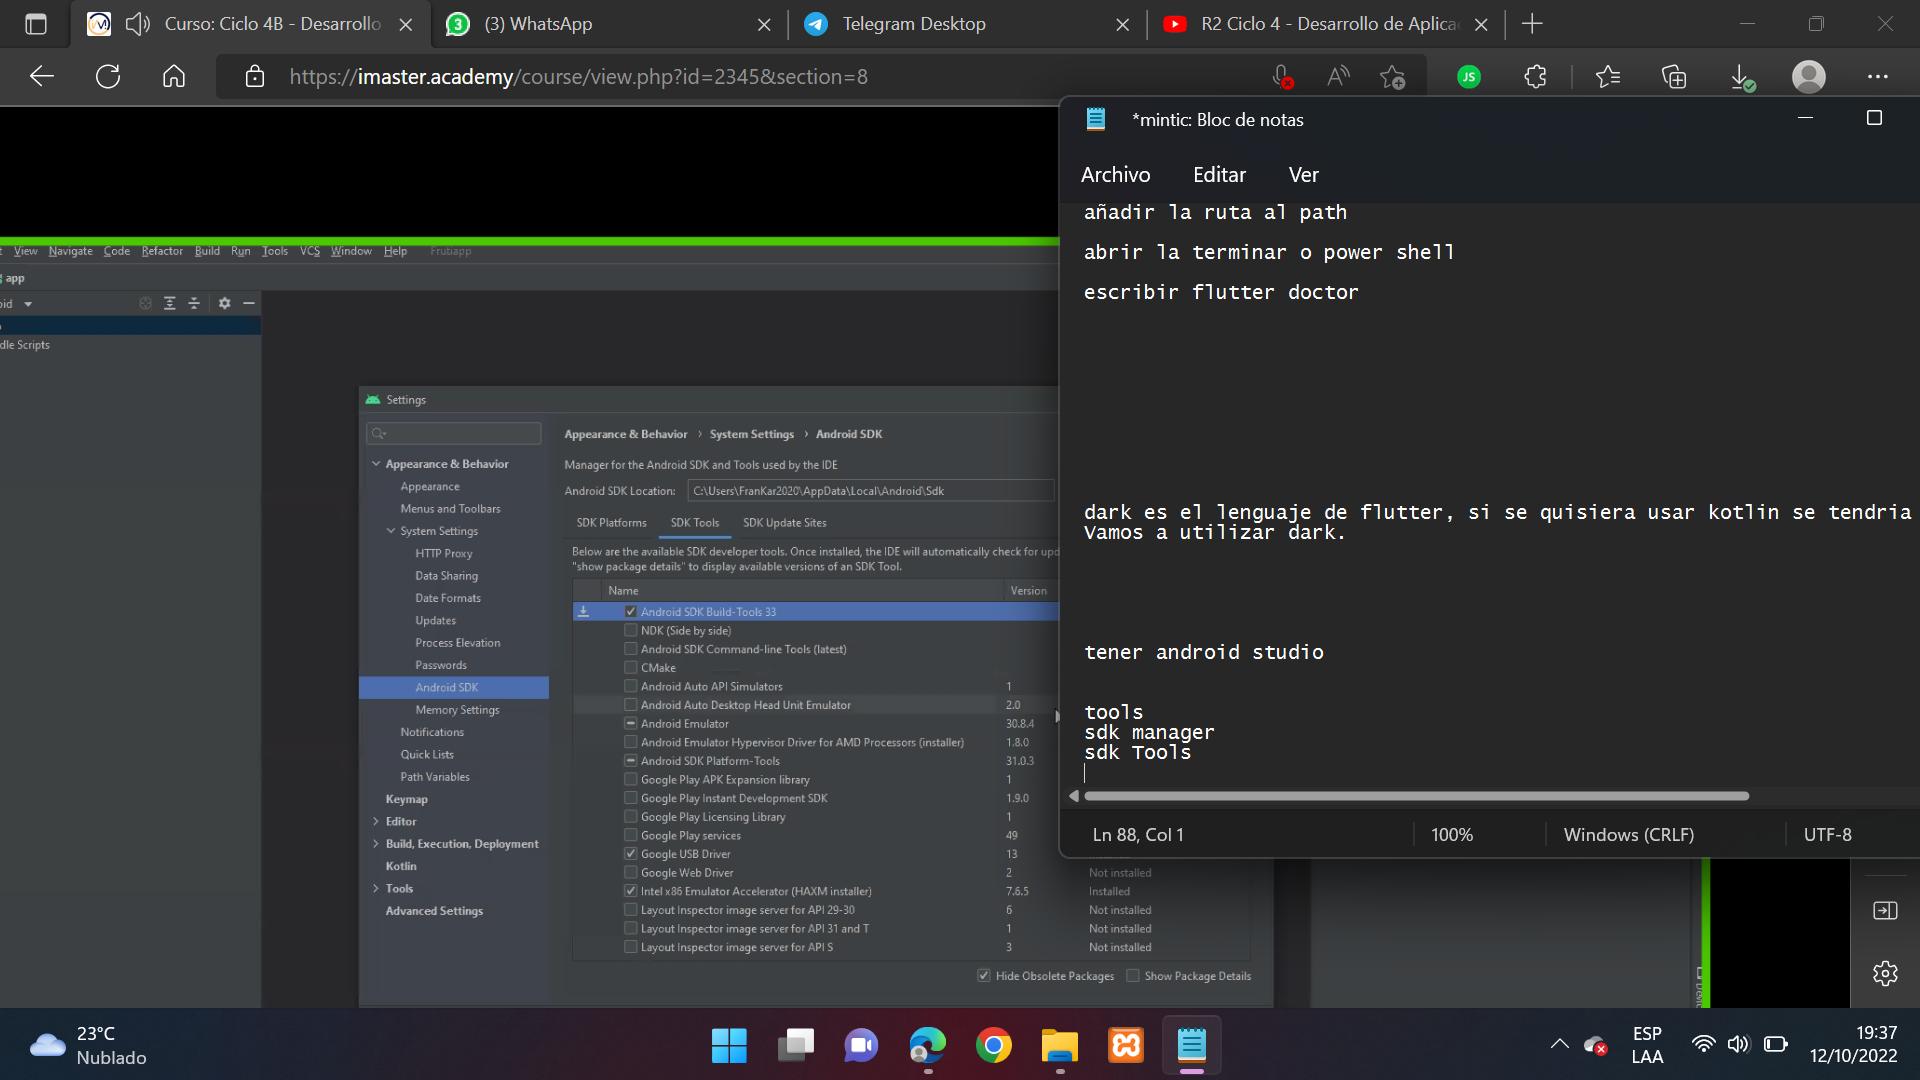 Curso: Ciclo 4B - Desarrollo
(3) WhatsApp
Telegram Desktop
R2 Ciclo 4 - Desarrollo de Aplica
https://imaster.academy/course/view.php?id=2345&section=8
JS
*mintic: Bloc de notas
Archivo Editar Ver
añadir la ruta al path
abrir la terminar o power shell
escribir flutter doctor
dark es el lenguaje de flutter, si se quisiera usar kotlin se tendria
Vamos a utilizar dark.
tener android studio
tools
sdk manager
sdk Tools
Ln 88, Col 1 100% Windows (CRLF) UTF-8
View Navigate Code Refactor Build Run Tools VCS Window Help Frutiapp
app
oid
dle Scripts
Settings
Appearance & Behavior
Appearance
Menus and Toolbars
System Settings
HTTP Proxy
Data Sharing
Date Formats
Updates
Process Elevation
Passwords
Android SDK
Memory Settings
Notifications
Quick Lists
Path Variables
Keymap
Editor
Build, Execution, Deployment
Kotlin
Tools
Advanced Settings
Appearance & Behavior › System Settings › Android SDK
Manager for the Android SDK and Tools used by the IDE
Android SDK Location: C:\Users\FranKar2020\AppData\Local\Android\Sdk
SDK Platforms SDK Tools SDK Update Sites
Below are the available SDK developer tools. Once installed, the IDE will automatically check for upd
"show package details" to display available versions of an SDK Tool.
Name Version
Android SDK Build-Tools 33
NDK (Side by side)
Android SDK Command-line Tools (latest)
CMake
Android Auto API Simulators 1
Android Auto Desktop Head Unit Emulator 2.0
Android Emulator 30.8.4
Android Emulator Hypervisor Driver for AMD Processors (installer) 1.8.0
Android SDK Platform-Tools 31.0.3
Google Play APK Expansion library 1
Google Play Instant Development SDK 1.9.0
Google Play Licensing Library 1
Google Play services 49
Google USB Driver 13
Google Web Driver 2 Not installed
Intel x86 Emulator Accelerator (HAXM installer) 7.6.5 Installed
Layout Inspector image server for API 29-30 6 Not installed
Layout Inspector image server for API 31 and T 1 Not installed
Layout Inspector image server for API S 3 Not installed
Hide Obsolete Packages Show Package Details
23°C
Nublado
ESP
LAA
19:37
12/10/2022